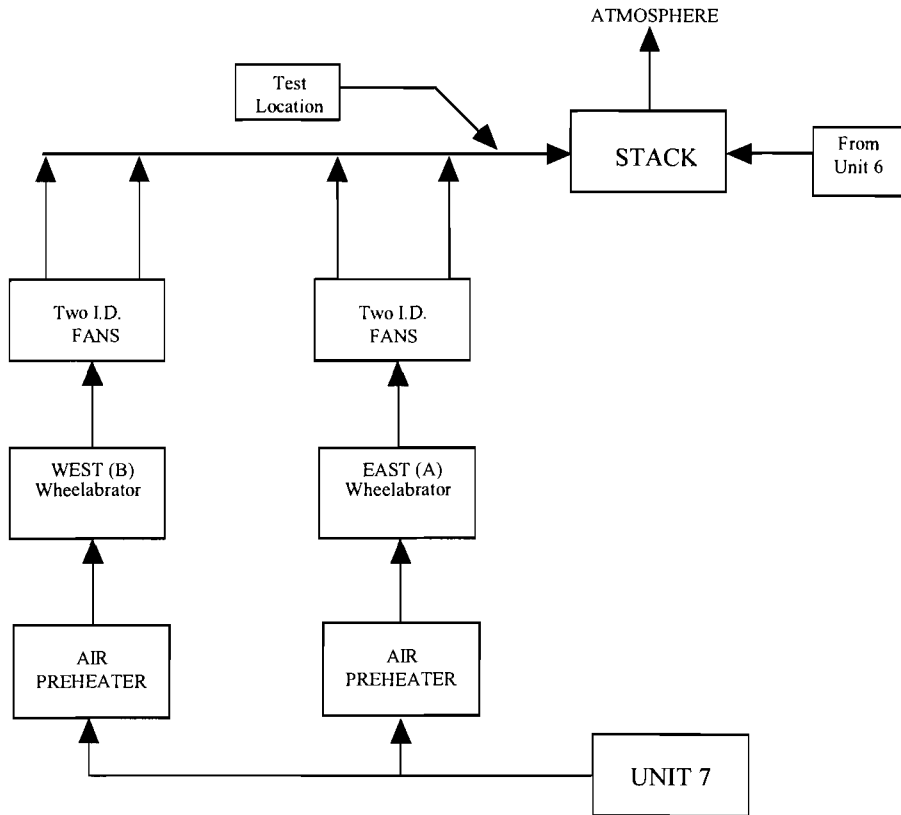 ATMOSPHERE
Test
Location
STACK
From
Unit 6
Two I.D.
FANS
Two I.D.
FANS
WEST (B)
Wheelabrator
EAST (A)
Wheelabrator
AIR
PREHEATER
AIR
PREHEATER
UNIT 7